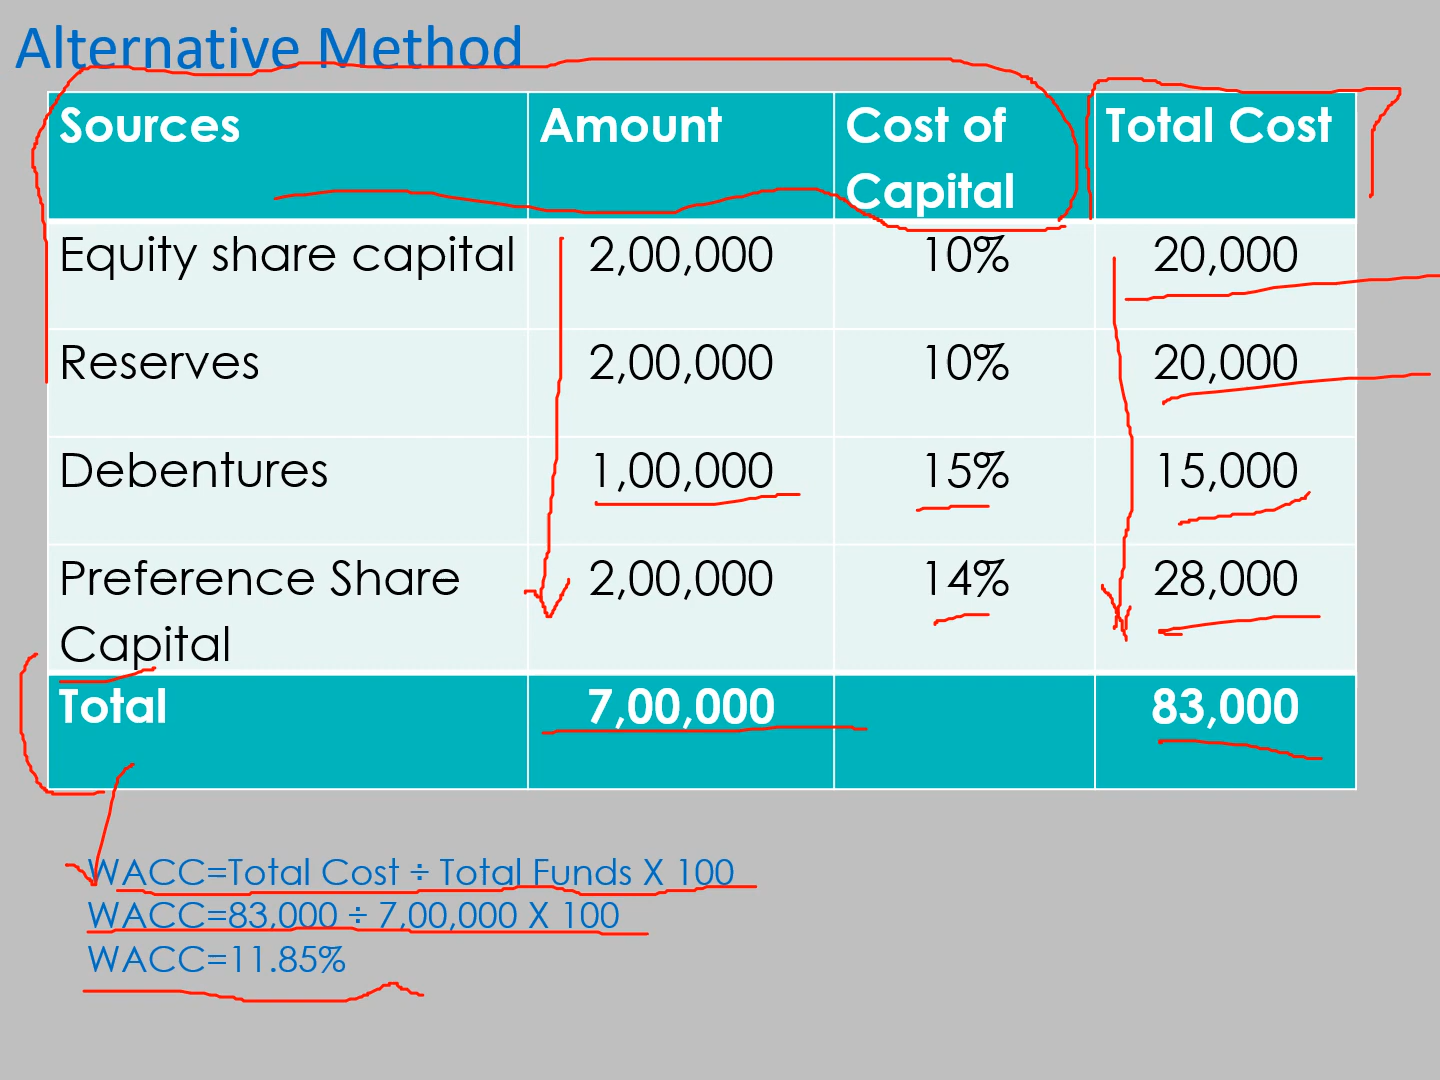 Alternative Method
Sources Amount Cost of Capital Total Cost
Equity share capital 2,00,000 10% 20,000
Reserves 2,00,000 10% 20,000
Debentures 1,00,000 15% 15,000
Preference Share Capital 2,00,000 14% 28,000
Total 7,00,000 83,000
WACC=Total Cost ÷ Total Funds X 100
WACC=83,000 ÷ 7,00,000 X 100
WACC=11.85%